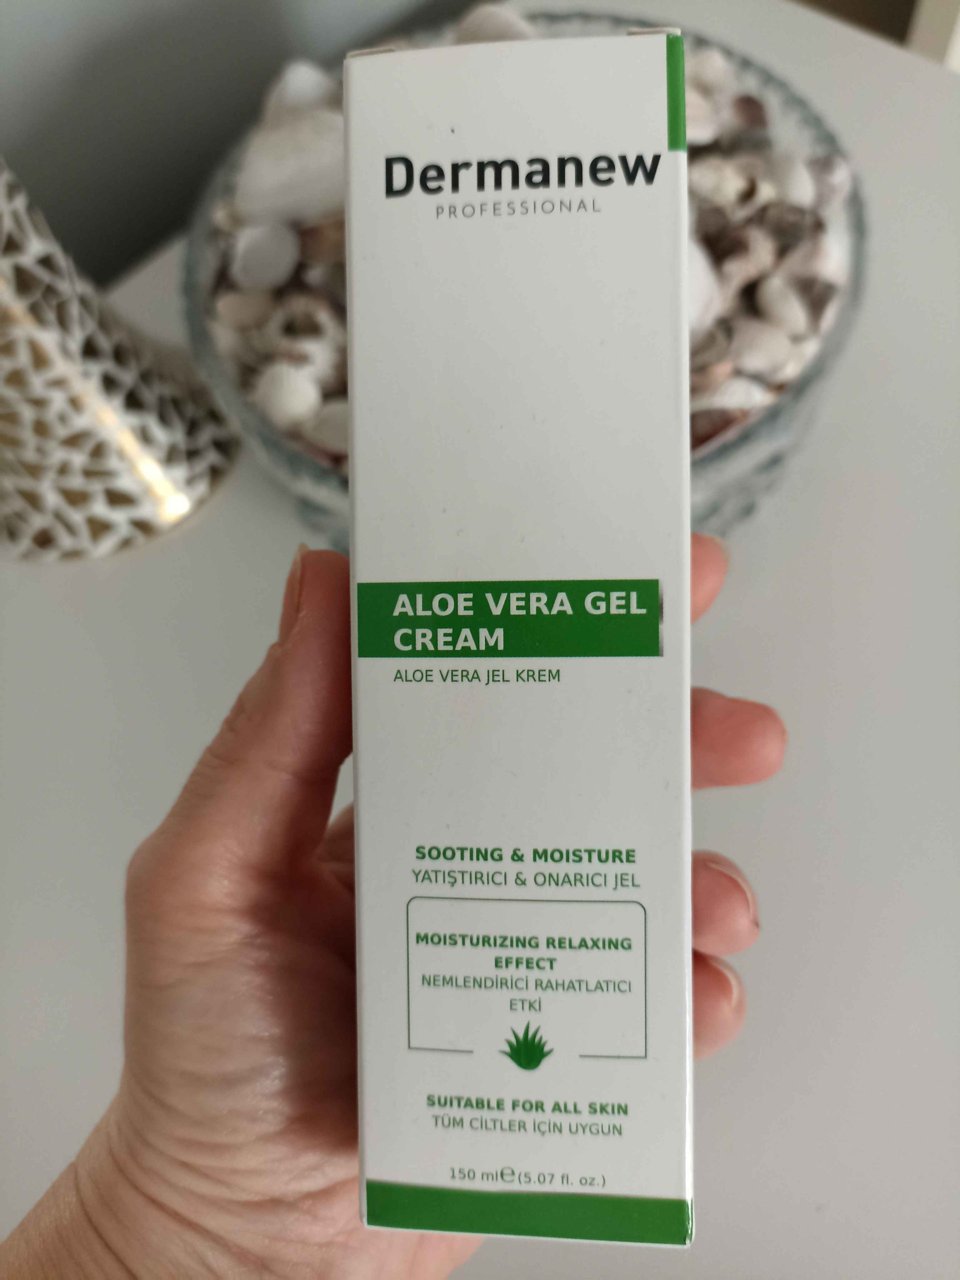 Dermanew
PROFESSIONAL
ALOE VERA GEL
CREAM
ALOE VERA JEL KREM
SOOTING & MOISTURE
YATIŞTIRICI & ONARICI JEL
MOISTURIZING RELAXING
EFFECT
NEMLENDİRİCİ RAHATLATICI
ETKİ
SUITABLE FOR ALL SKIN
TÜM CİLTLER İÇİN UYGUN
150 ml℮(5.07 fl. oz.)